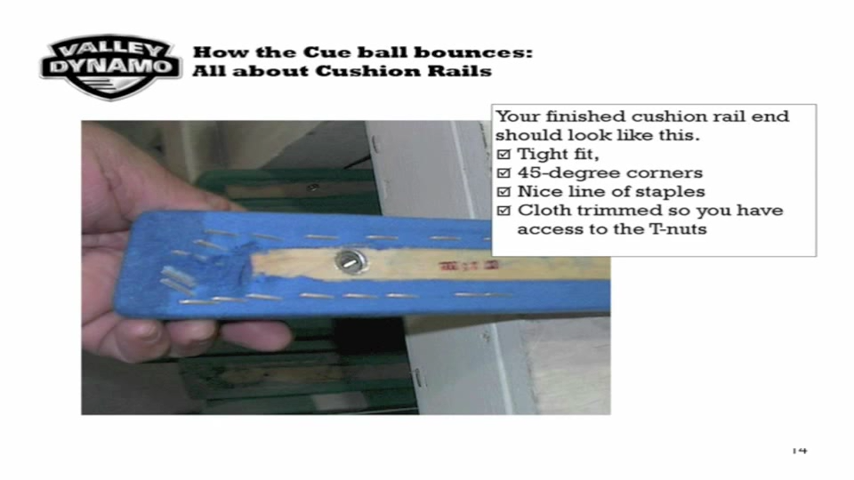 VALLEY
DYNAMO
How the Cue ball bounces:
All about Cushion Rails
Your finished cushion rail end
should look like this.
☑ Tight fit,
☑ 45-degree corners
☑ Nice line of staples
☑ Cloth trimmed so you have
access to the T-nuts
14